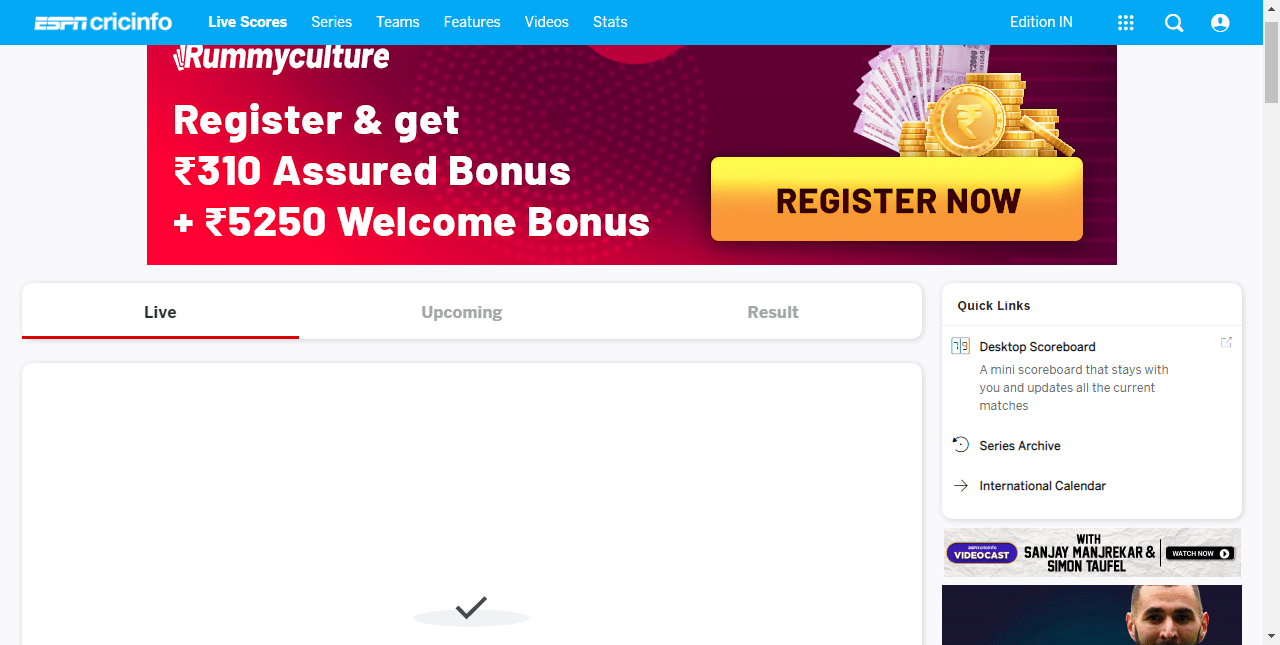 ESPN cricinfo Live Scores Series Teams Features Videos Stats Edition IN
Rummyculture
Register & get
₹310 Assured Bonus
+ ₹5250 Welcome Bonus
REGISTER NOW
Live Upcoming Result
Quick Links
Desktop Scoreboard
A mini scoreboard that stays with
you and updates all the current
matches
Series Archive
International Calendar
ESPN cricinfo
VIDEOCAST
WITH
SANJAY MANJREKAR &
SIMON TAUFEL
WATCH NOW